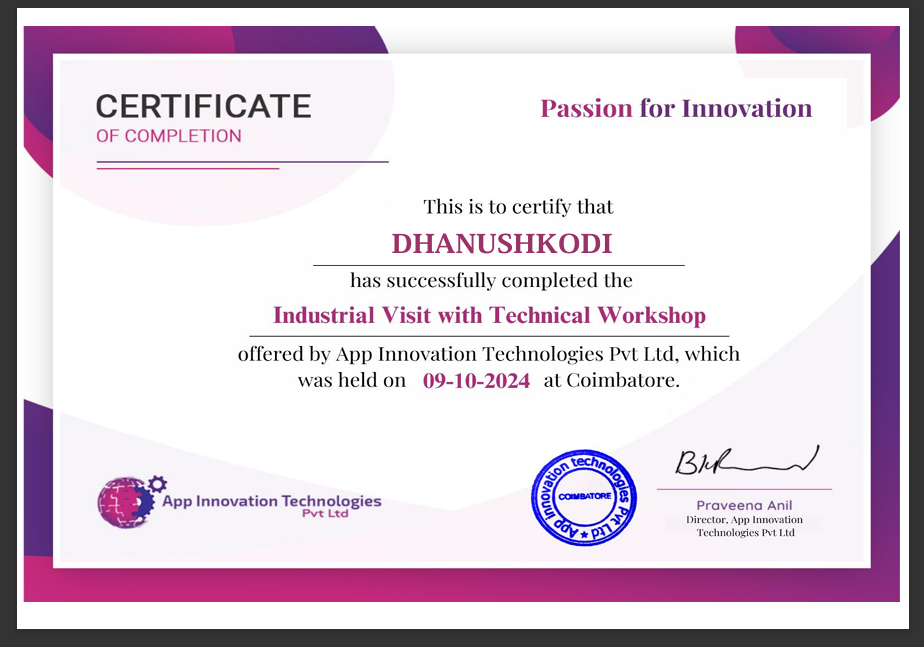 CERTIFICATE
OF COMPLETION
Passion for Innovation
This is to certify that
DHANUSHKODI
has successfully completed the
Industrial Visit with Technical Workshop
offered by App Innovation Technologies Pvt Ltd, which
was held on 09-10-2024 at Coimbatore.
App Innovation Technologies
Pvt Ltd
App innovation technologies Pvt Ltd
COIMBATORE
Praveena Anil
Director, App Innovation
Technologies Pvt Ltd